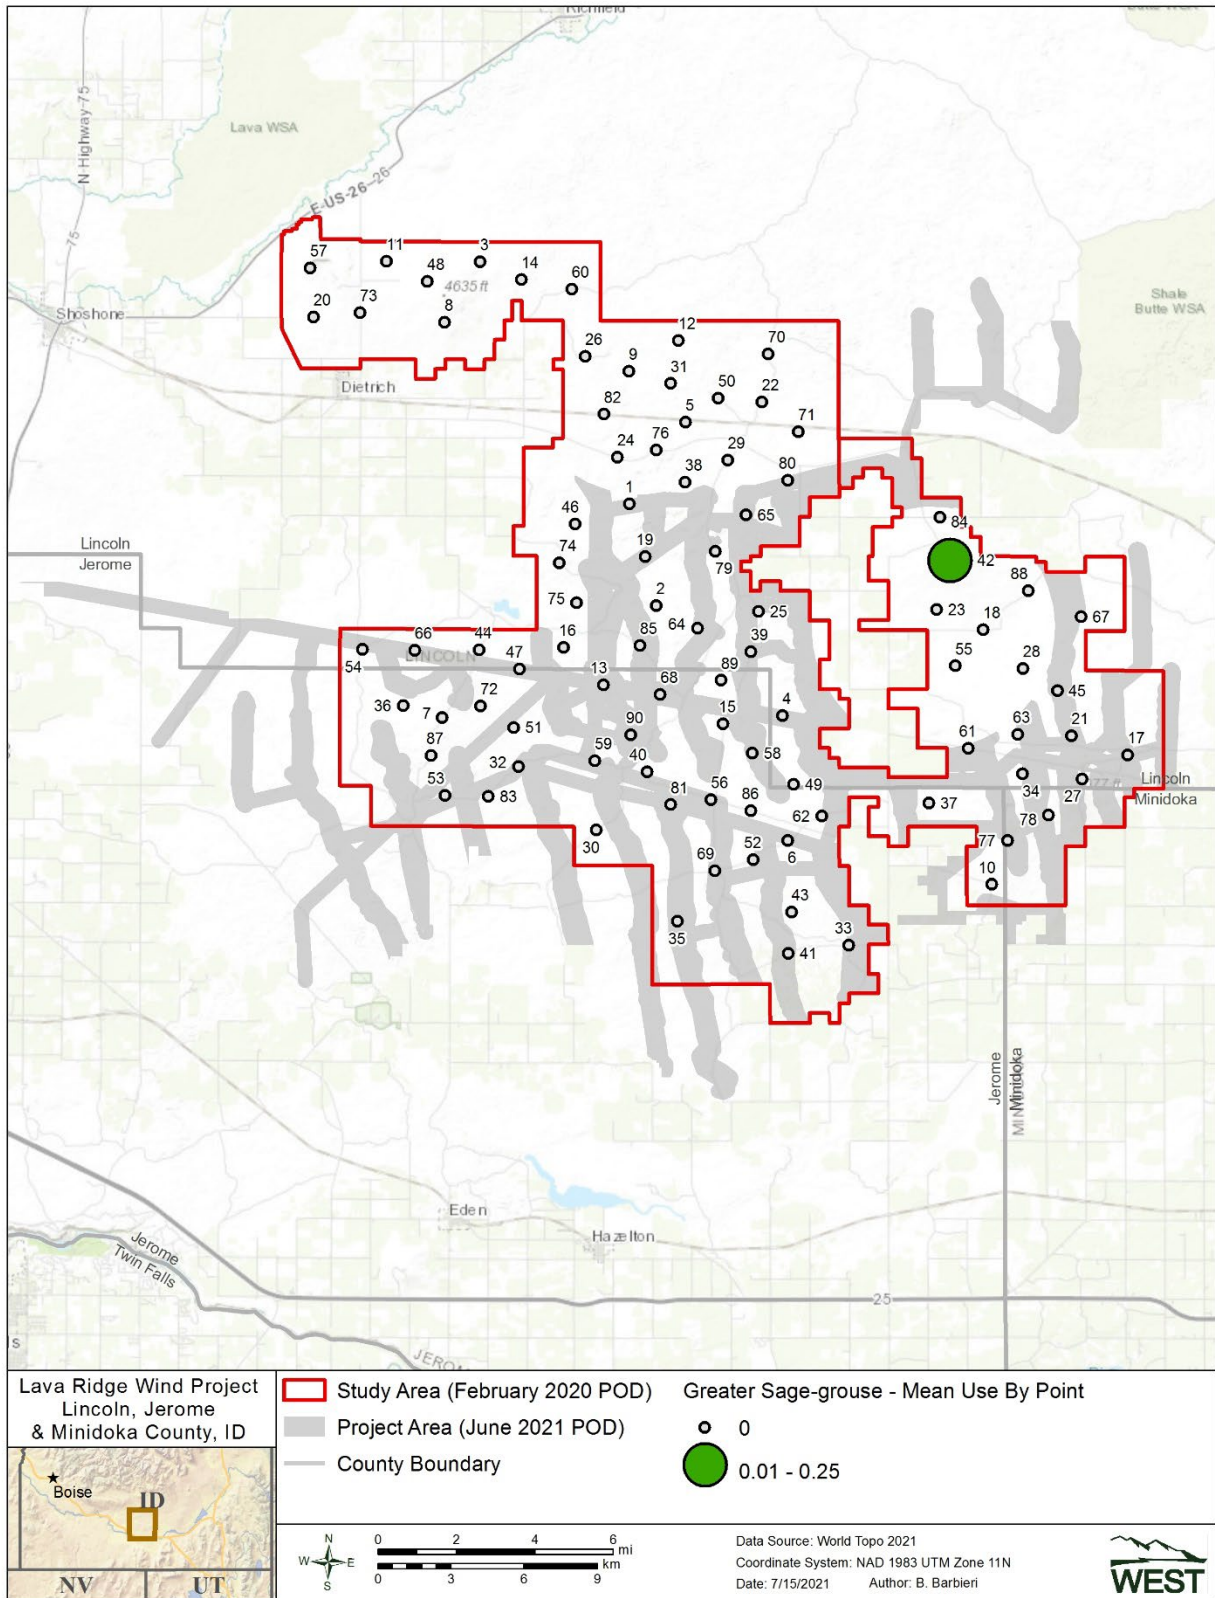 Richfield
Butte WSA
Lava WSA
N Highway 75
75
E-US-26
26
57
11
3
48
14
4635 ft
60
20
73
8
Shale
Butte WSA
Shoshone
12
26
70
9
31
Dietrich
50
22
82
5
71
76
24
29
38
80
1
46
65
84
Lincoln
Jerome
19
74
79
42
88
75
2
23
25
67
64
18
16
85
39
66
44
54
LINCOLN
47
55
28
13
89
68
45
36
72
7
15
4
51
90
63
21
61
17
87
59
58
32
40
Lincoln
Minidoka
53
83
49
34
27
77 ft
81
56
86
37
62
78
30
6
77
52
69
10
43
35
33
41
Jerome
Minidoka
Eden
Hazelton
Jerome
Twin Falls
25
ls
JEROM
Lava Ridge Wind Project
Lincoln, Jerome
& Minidoka County, ID
Boise
ID
NV
UT
Study Area (February 2020 POD)
Project Area (June 2021 POD)
County Boundary
Greater Sage-grouse - Mean Use By Point
0
0.01 - 0.25
N
W
E
S
0 2 4 6
mi
km
0 3 6 9
Data Source: World Topo 2021
Coordinate System: NAD 1983 UTM Zone 11N
Date: 7/15/2021 Author: B. Barbieri
WEST